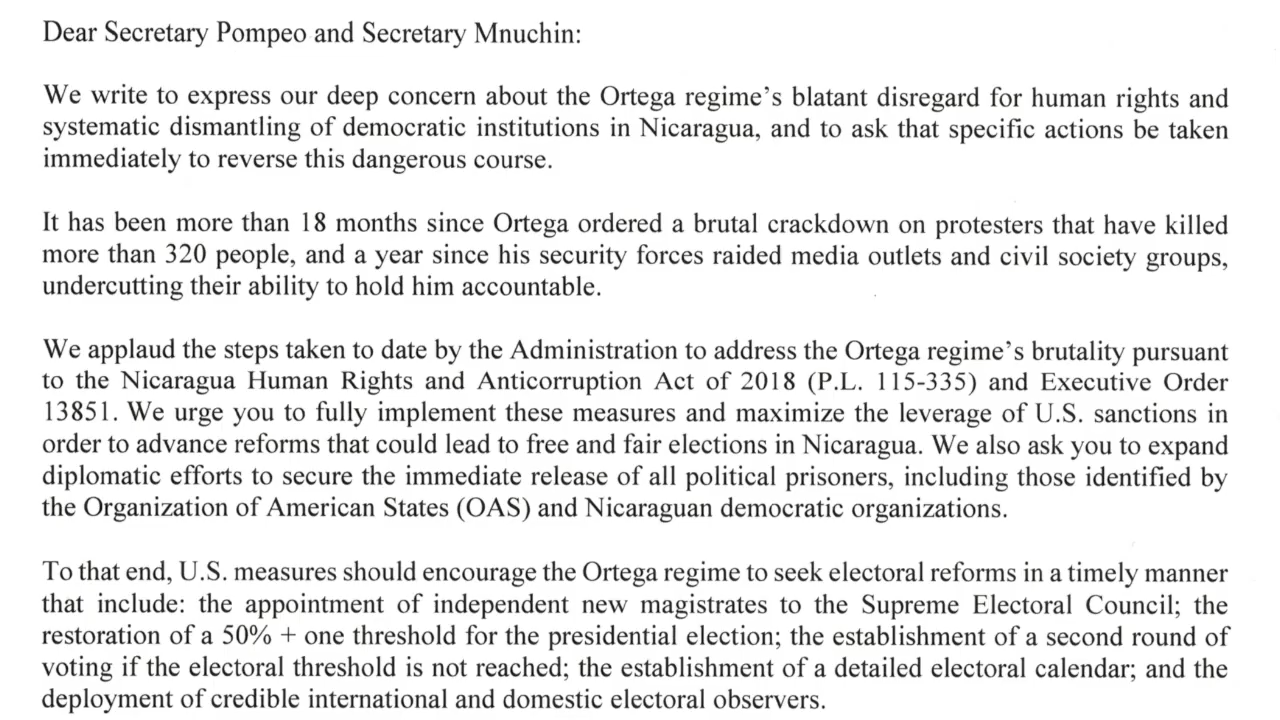 Dear Secretary Pompeo and Secretary Mnuchin:
We write to express our deep concern about the Ortega regime’s blatant disregard for human rights and
systematic dismantling of democratic institutions in Nicaragua, and to ask that specific actions be taken
immediately to reverse this dangerous course.
It has been more than 18 months since Ortega ordered a brutal crackdown on protesters that have killed
more than 320 people, and a year since his security forces raided media outlets and civil society groups,
undercutting their ability to hold him accountable.
We applaud the steps taken to date by the Administration to address the Ortega regime’s brutality pursuant
to the Nicaragua Human Rights and Anticorruption Act of 2018 (P.L. 115-335) and Executive Order
13851. We urge you to fully implement these measures and maximize the leverage of U.S. sanctions in
order to advance reforms that could lead to free and fair elections in Nicaragua. We also ask you to expand
diplomatic efforts to secure the immediate release of all political prisoners, including those identified by
the Organization of American States (OAS) and Nicaraguan democratic organizations.
To that end, U.S. measures should encourage the Ortega regime to seek electoral reforms in a timely manner
that include: the appointment of independent new magistrates to the Supreme Electoral Council; the
restoration of a 50% + one threshold for the presidential election; the establishment of a second round of
voting if the electoral threshold is not reached; the establishment of a detailed electoral calendar; and the
deployment of credible international and domestic electoral observers.